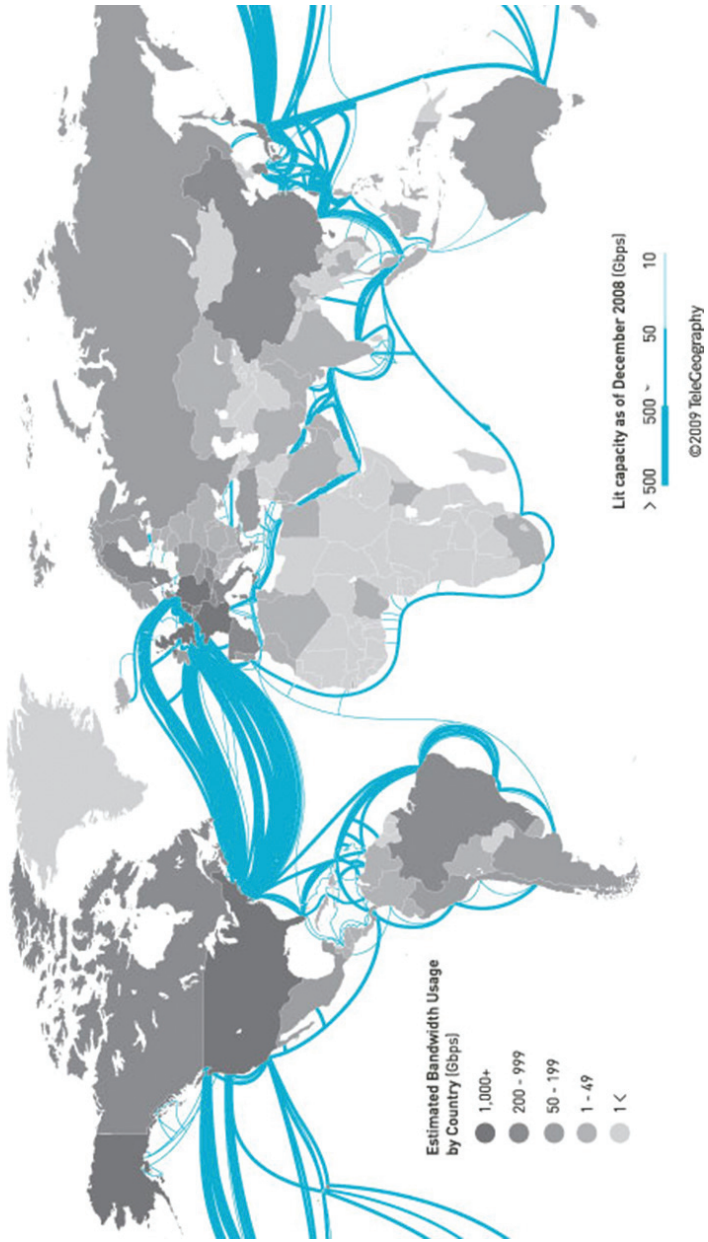 Estimated Bandwidth Usage
by Country (Gbps)
1,000+
200 - 999
50 - 199
1 - 49
1 <
Lit capacity as of December 2008 (Gbps)
> 500
500 -
50
10
©2009 TeleGeography